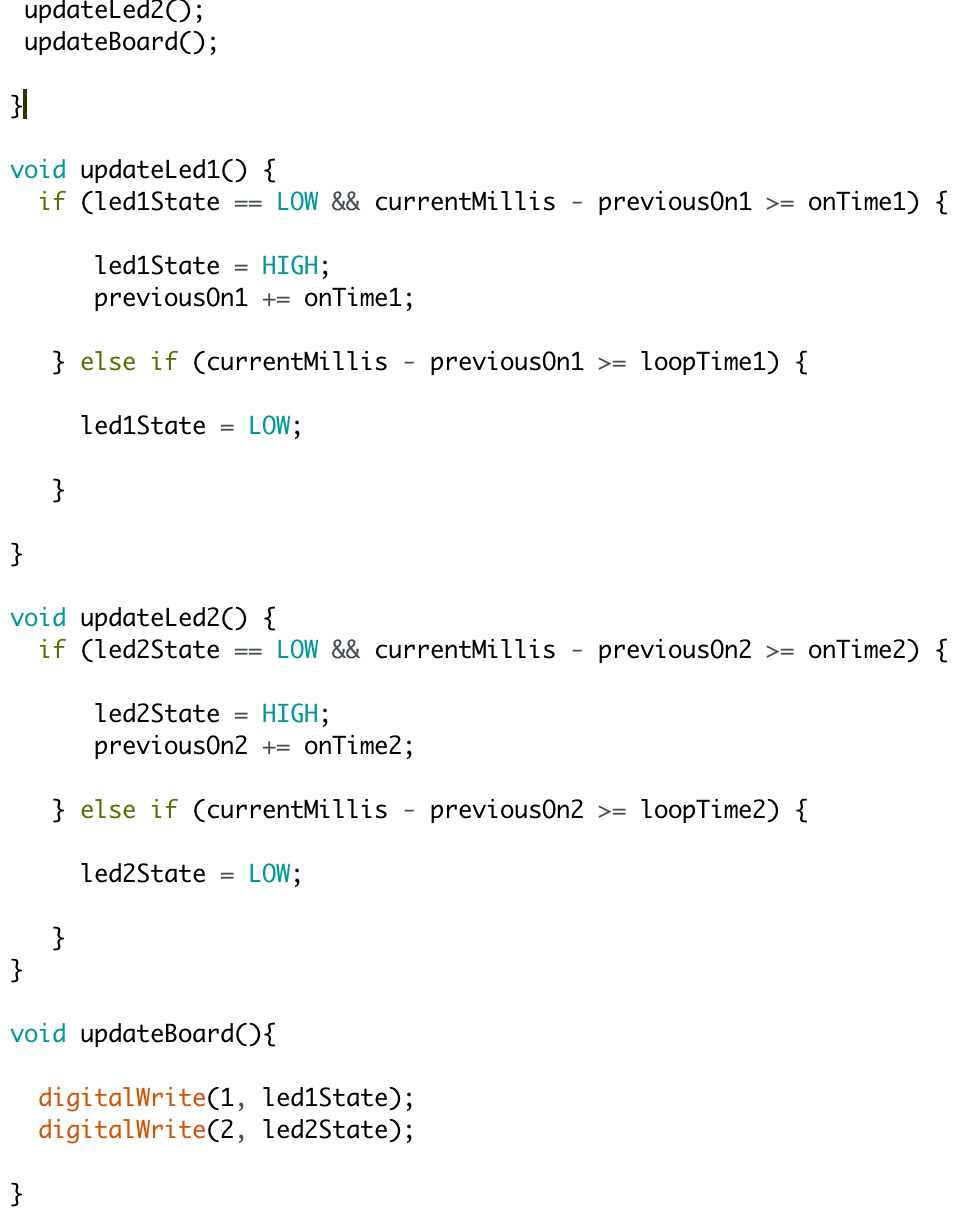 updateLed2();
updateBoard();
}
void updateLed1() {
if (led1State == LOW && currentMillis - previousOn1 >= onTime1) {
led1State = HIGH;
previousOn1 += onTime1;
} else if (currentMillis - previousOn1 >= loopTime1) {
led1State = LOW;
}
}
void updateLed2() {
if (led2State == LOW && currentMillis - previousOn2 >= onTime2) {
led2State = HIGH;
previousOn2 += onTime2;
} else if (currentMillis - previousOn2 >= loopTime2) {
led2State = LOW;
}
}
void updateBoard(){
digitalWrite(1, led1State);
digitalWrite(2, led2State);
}